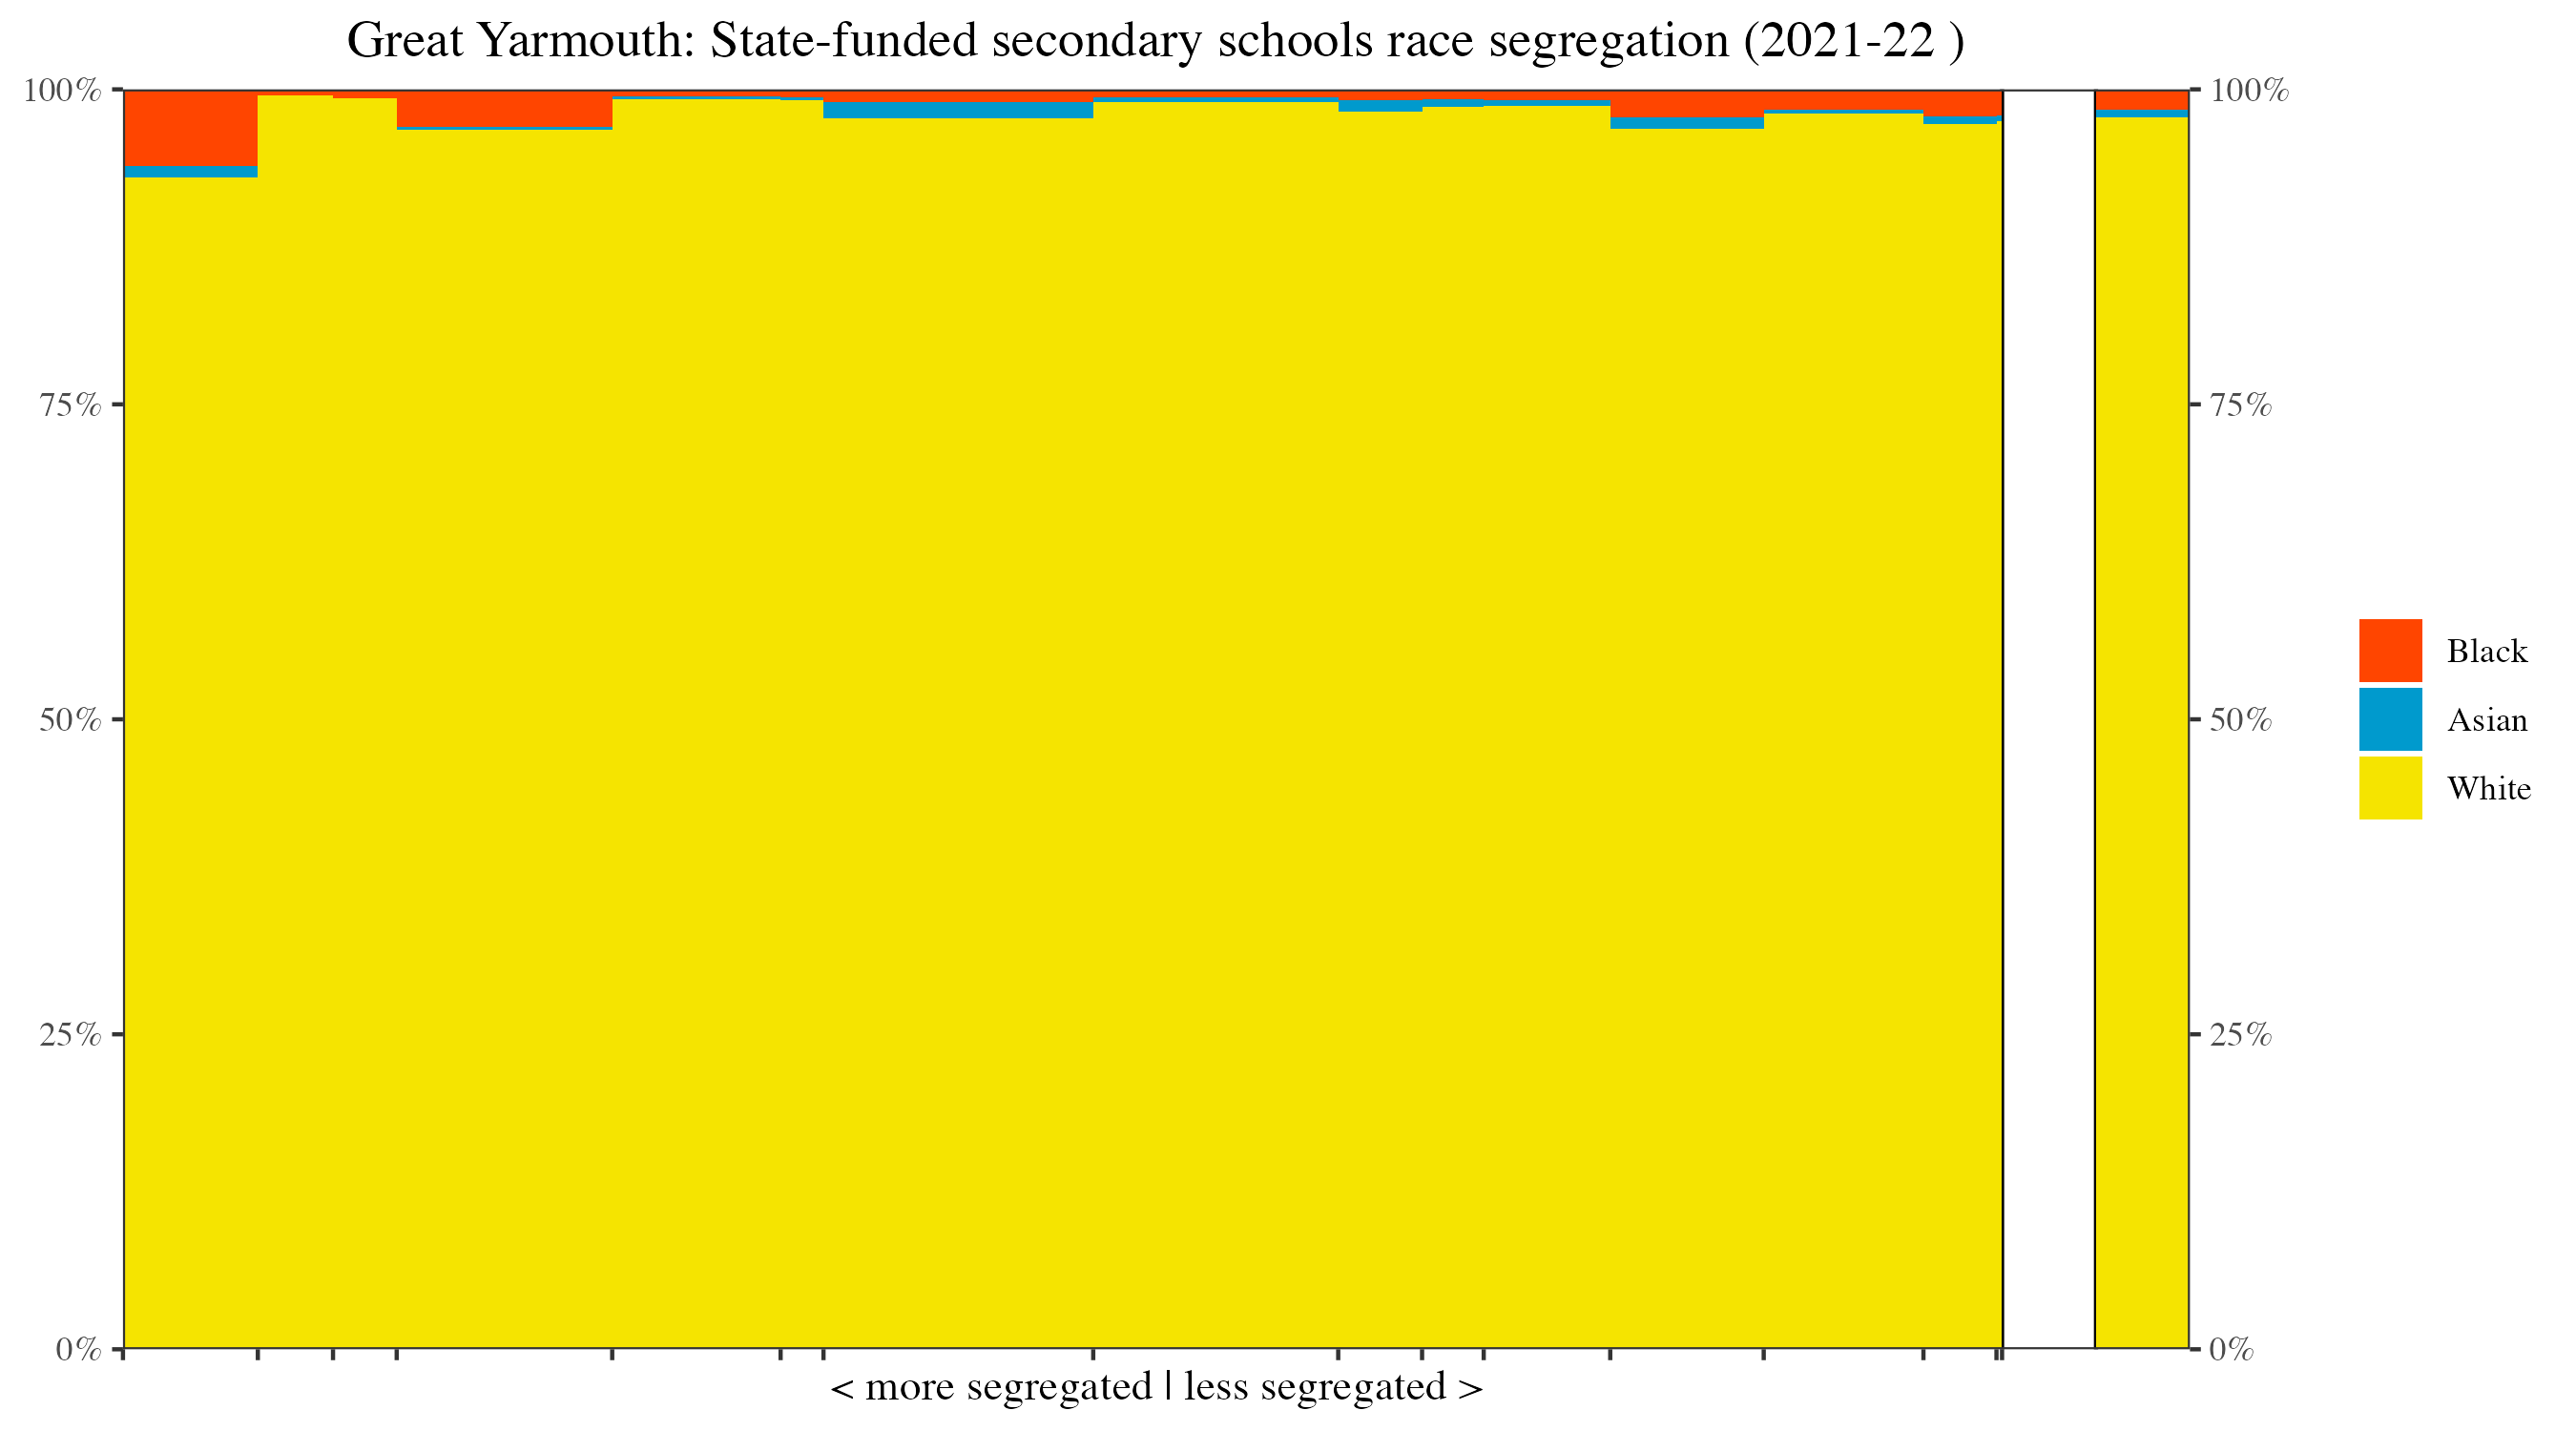 Great Yarmouth: State-funded secondary schools race segregation (2021-22 )
100%
75%
50%
25%
0%
100%
75%
50%
25%
0%
Black
Asian
White
< more segregated | less segregated >